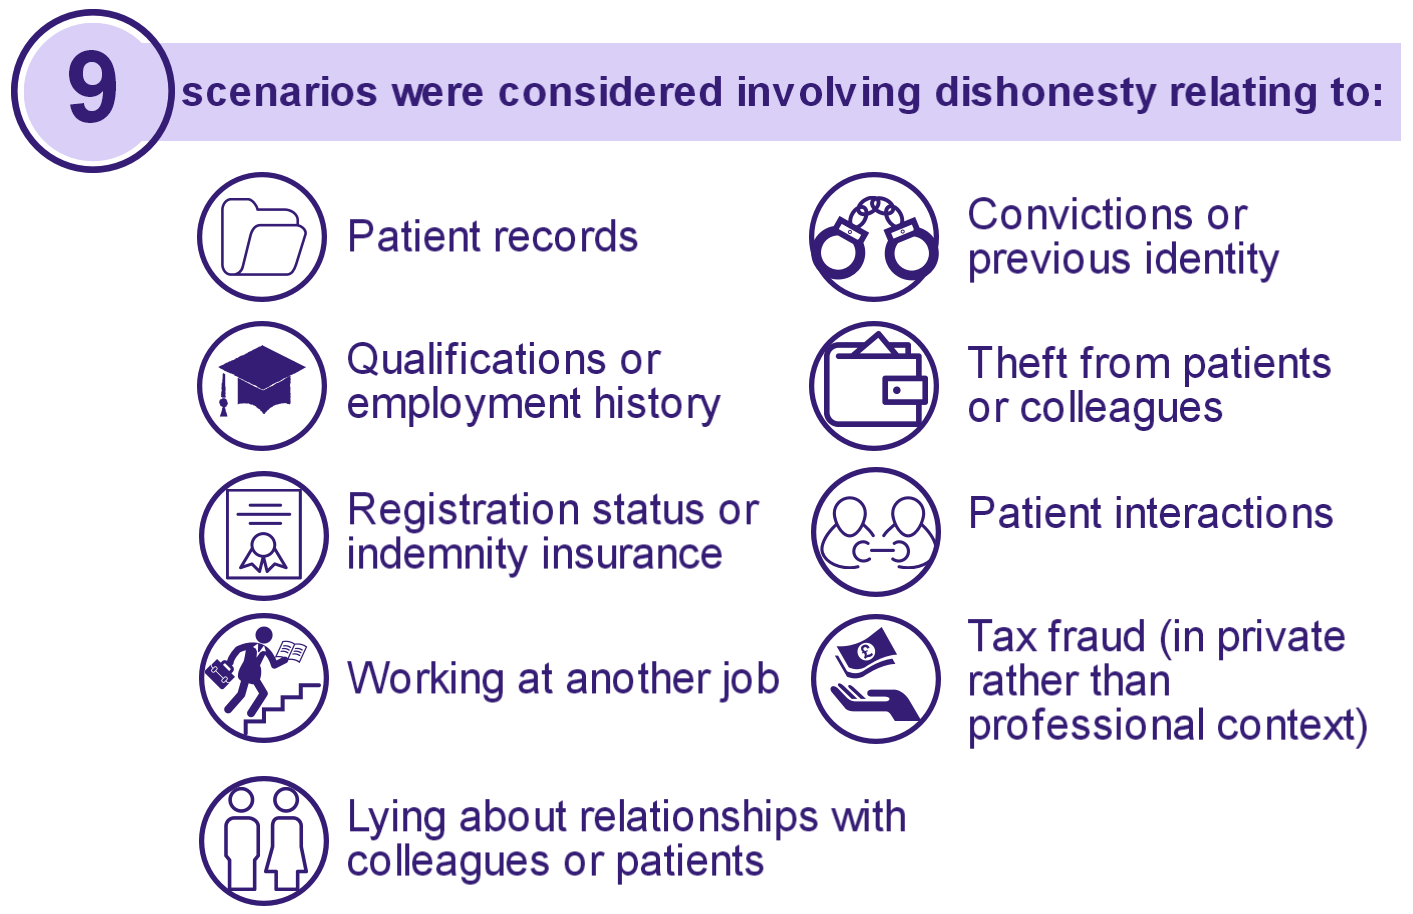 9
scenarios were considered involving dishonesty relating to:
Patient records
Qualifications or
employment history
Registration status or
indemnity insurance
Working at another job
Lying about relationships with
colleagues or patients
Convictions or
previous identity
Theft from patients
or colleagues
Patient interactions
Tax fraud (in private
rather than
professional context)
£